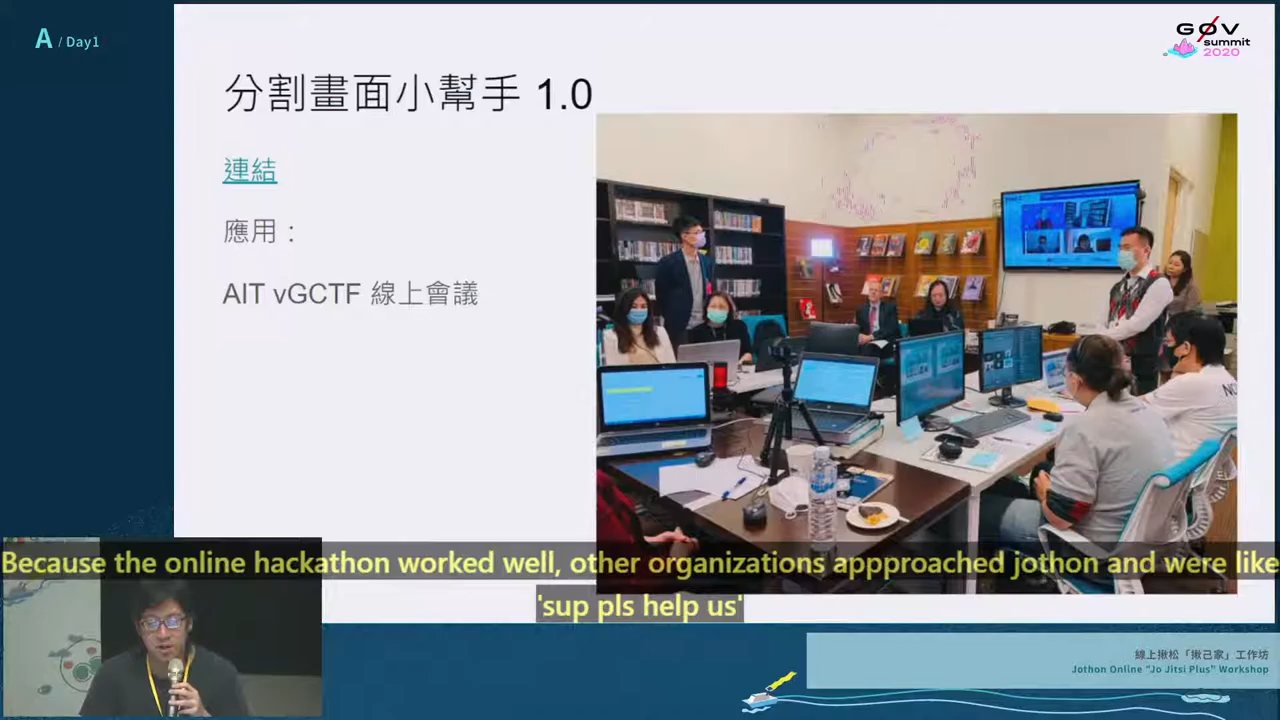 A / Day1
GØV
summit
2020
分割畫面小幫手 1.0
連結
應用：
AIT vGCTF 線上會議
Because the online hackathon worked well, other organizations appproached jothon and were like
'sup pls help us'
線上揪松「揪己家」工作坊
Jothon Online "Jo Jitsi Plus" Workshop